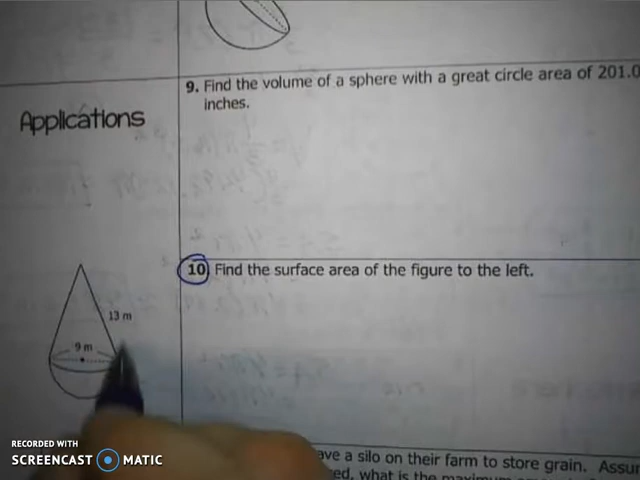 9. Find the volume of a sphere with a great circle area of 201.0
inches.
Applications
10. Find the surface area of the figure to the left.
13 m
9 m
ave a silo on their farm to store grain. Assu
ed, what is the maximum
RECORDED WITH
SCREENCAST MATIC